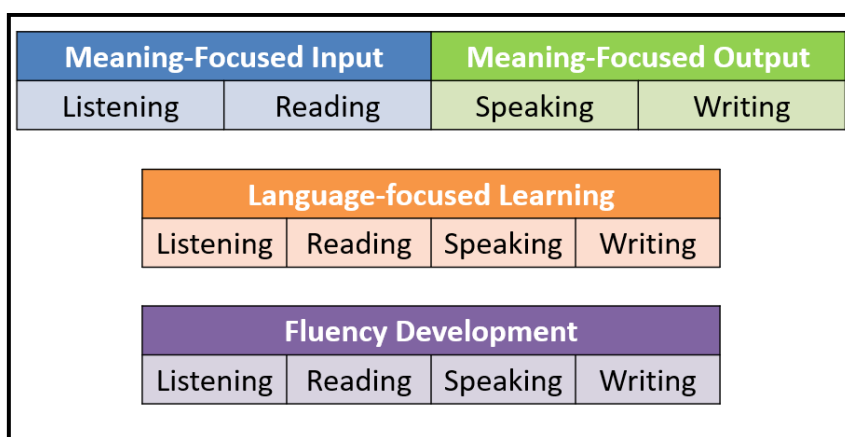 Meaning-Focused Input Meaning-Focused Output
Listening Reading Speaking Writing
Language-focused Learning
Listening Reading Speaking Writing
Fluency Development
Listening Reading Speaking Writing